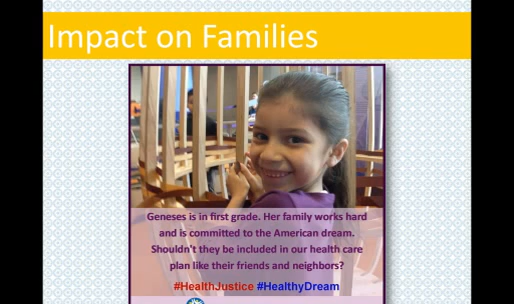 Impact on Families
Geneses is in first grade. Her family works hard
and is committed to the American dream.
Shouldn't they be included in our health care
plan like their friends and neighbors?
#HealthJustice #HealthyDream